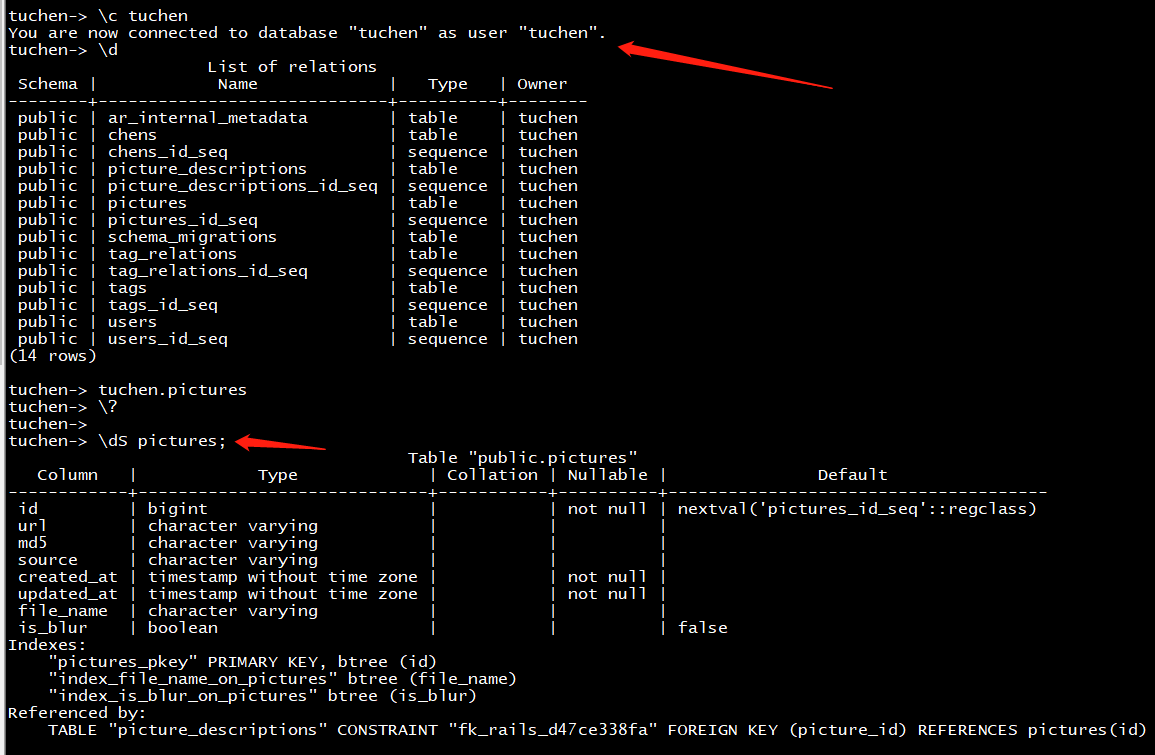 tuchen-> \c tuchen
You are now connected to database "tuchen" as user "tuchen".
tuchen-> \d
                    List of relations
 Schema |            Name             |   Type   | Owner
--------+-----------------------------+----------+--------
 public | ar_internal_metadata        | table    | tuchen
 public | chens                       | table    | tuchen
 public | chens_id_seq                | sequence | tuchen
 public | picture_descriptions        | table    | tuchen
 public | picture_descriptions_id_seq | sequence | tuchen
 public | pictures                    | table    | tuchen
 public | pictures_id_seq             | sequence | tuchen
 public | schema_migrations           | table    | tuchen
 public | tag_relations               | table    | tuchen
 public | tag_relations_id_seq        | sequence | tuchen
 public | tags                        | table    | tuchen
 public | tags_id_seq                 | sequence | tuchen
 public | users                       | table    | tuchen
 public | users_id_seq                | sequence | tuchen
(14 rows)
tuchen-> tuchen.pictures
tuchen-> \?
tuchen->
tuchen-> \dS pictures;
                                        Table "public.pictures"
   Column   |            Type             | Collation | Nullable |               Default
------------+-----------------------------+-----------+----------+--------------------------------------
 id         | bigint                      |           | not null | nextval('pictures_id_seq'::regclass)
 url        | character varying           |           |          |
 md5        | character varying           |           |          |
 source     | character varying           |           |          |
 created_at | timestamp without time zone |           | not null |
 updated_at | timestamp without time zone |           | not null |
 file_name  | character varying           |           |          |
 is_blur    | boolean                     |           |          | false
Indexes:
    "pictures_pkey" PRIMARY KEY, btree (id)
    "index_file_name_on_pictures" btree (file_name)
    "index_is_blur_on_pictures" btree (is_blur)
Referenced by:
    TABLE "picture_descriptions" CONSTRAINT "fk_rails_d47ce338fa" FOREIGN KEY (picture_id) REFERENCES pictures(id)